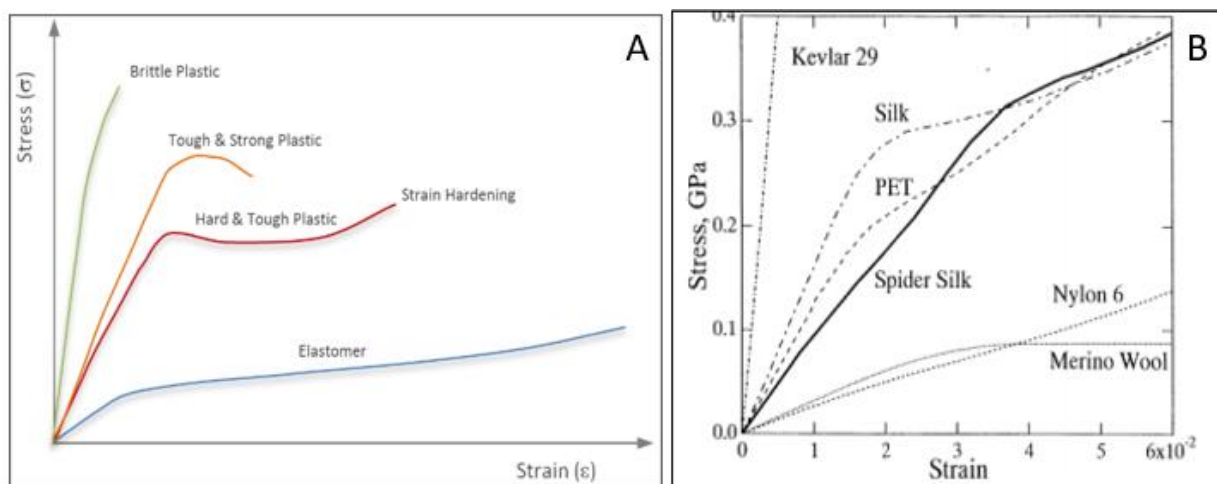 A
Stress (σ)
Brittle Plastic
Tough & Strong Plastic
Strain Hardening
Hard & Tough Plastic
Elastomer
Strain (ε)
B
Stress, GPa
0.4
0.3
0.2
0.1
0.0
Kevlar 29
Silk
PET
Spider Silk
Nylon 6
Merino Wool
0 1 2 3 4 5 6x10⁻²
Strain